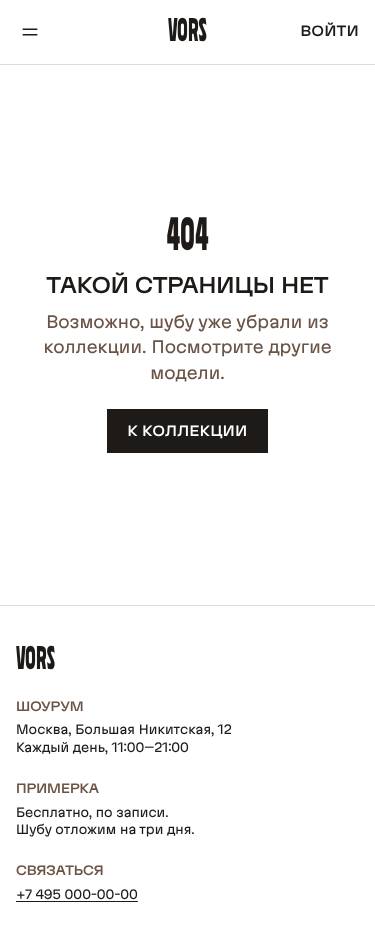 VORS
ВОЙТИ
404
ТАКОЙ СТРАНИЦЫ НЕТ
Возможно, шубу уже убрали из
коллекции. Посмотрите другие
модели.
К КОЛЛЕКЦИИ
VORS
ШОУРУМ
Москва, Большая Никитская, 12
Каждый день, 11:00—21:00
ПРИМЕРКА
Бесплатно, по записи.
Шубу отложим на три дня.
СВЯЗАТЬСЯ
+7 495 000-00-00